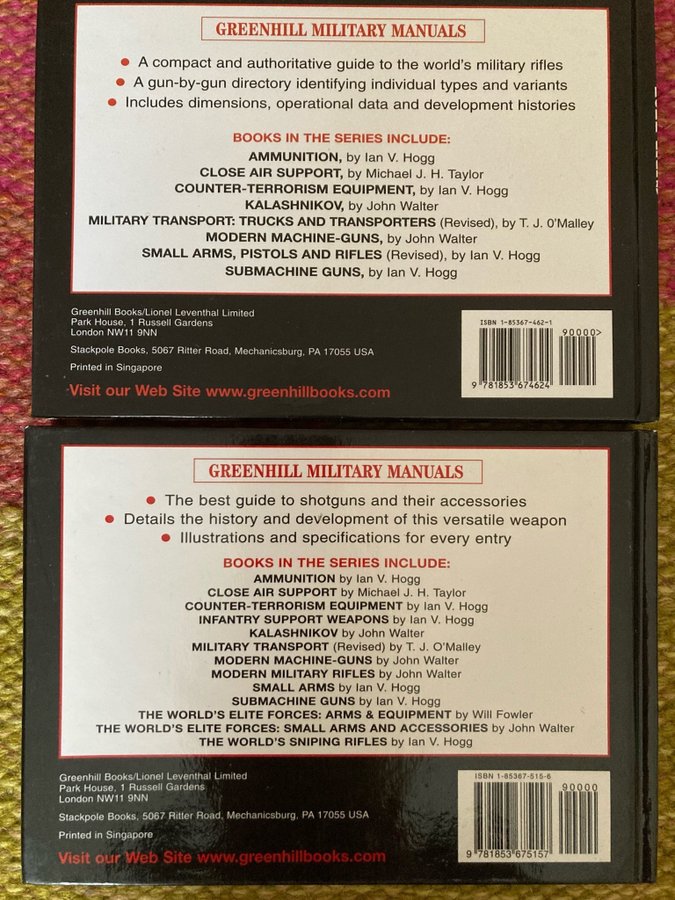 GREENHILL MILITARY MANUALS
• A compact and authoritative guide to the world's military rifles
• A gun-by-gun directory identifying individual types and variants
• Includes dimensions, operational data and development histories
BOOKS IN THE SERIES INCLUDE:
AMMUNITION, by Ian V. Hogg
CLOSE AIR SUPPORT, by Michael J. H. Taylor
COUNTER-TERRORISM EQUIPMENT, by Ian V. Hogg
KALASHNIKOV, by John Walter
MILITARY TRANSPORT: TRUCKS AND TRANSPORTERS (Revised), by T. J. O'Malley
MODERN MACHINE-GUNS, by John Walter
SMALL ARMS, PISTOLS AND RIFLES (Revised), by Ian V. Hogg
SUBMACHINE GUNS, by Ian V. Hogg
Greenhill Books/Lionel Leventhal Limited
Park House, 1 Russell Gardens
London NW11 9NN
Stackpole Books, 5067 Ritter Road, Mechanicsburg, PA 17055 USA
Printed in Singapore
Visit our Web Site www.greenhillbooks.com
ISBN 1-85367-462-1
90000>
9 781853 674624
GREENHILL MILITARY MANUALS
• The best guide to shotguns and their accessories
• Details the history and development of this versatile weapon
• Illustrations and specifications for every entry
BOOKS IN THE SERIES INCLUDE:
AMMUNITION by Ian V. Hogg
CLOSE AIR SUPPORT by Michael J. H. Taylor
COUNTER-TERRORISM EQUIPMENT by Ian V. Hogg
INFANTRY SUPPORT WEAPONS by Ian V. Hogg
KALASHNIKOV by John Walter
MILITARY TRANSPORT (Revised) by T. J. O'Malley
MODERN MACHINE-GUNS by John Walter
MODERN MILITARY RIFLES by John Walter
SMALL ARMS by Ian V. Hogg
SUBMACHINE GUNS by Ian V. Hogg
THE WORLD'S ELITE FORCES: ARMS & EQUIPMENT by Will Fowler
THE WORLD'S ELITE FORCES: SMALL ARMS AND ACCESSORIES by John Walter
THE WORLD'S SNIPING RIFLES by Ian V. Hogg
Greenhill Books/Lionel Leventhal Limited
Park House, 1 Russell Gardens
London NW11 9NN
Stackpole Books, 5067 Ritter Road, Mechanicsburg, PA 17055 USA
Printed in Singapore
Visit our Web Site www.greenhillbooks.com
ISBN 1-85367-515-6
90000
9 781853 675157